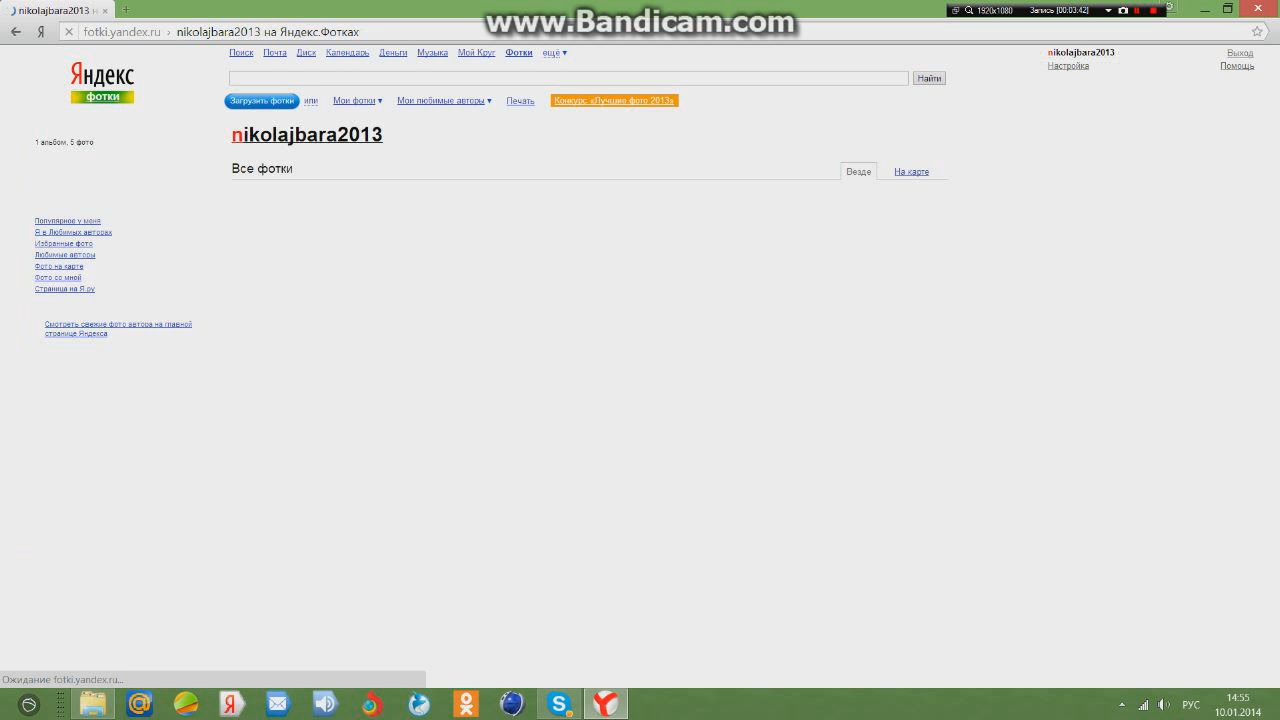 nikolajbara2013 н
www.Bandicam.com
1920x1080 Запись [00:03:42]
Я fotki.yandex.ru › nikolajbara2013 на Яндекс.Фотках
Поиск Почта Диск Календарь Деньги Музыка Мой Круг Фотки ещё
nikolajbara2013 Выход
Настройка Помощь
Яндекс
фотки
Найти
Загрузить фотки или Мои фотки Мои любимые авторы Печать Конкурс «Лучшие фото 2013»
nikolajbara2013
1 альбом, 5 фото
Все фотки Везде На карте
Популярное у меня
Я в Любимых авторах
Избранные фото
Любимые авторы
Фото на карте
Фото со мной
Страница на Я.ру
Смотреть свежие фото автора на главной
странице Яндекса
Ожидание fotki.yandex.ru...
РУС
14:55
10.01.2014